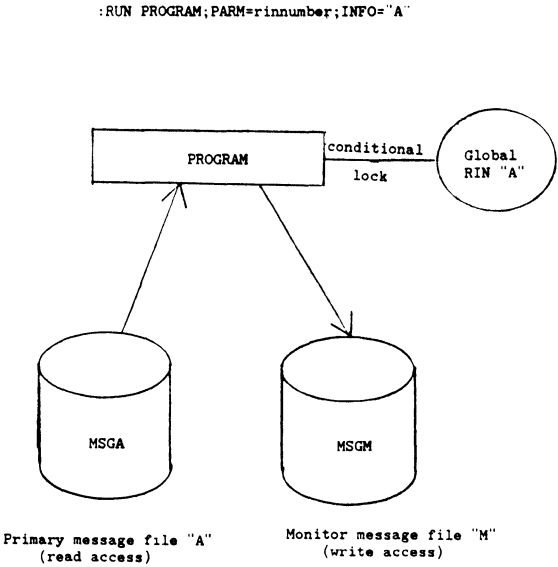 :RUN PROGRAM;PARM=rinnumber;INFO="A"
PROGRAM
conditional
lock
Global
RIN "A"
MSGA
MSGM
Primary message file "A"
(read access)
Monitor message file "M"
(write access)